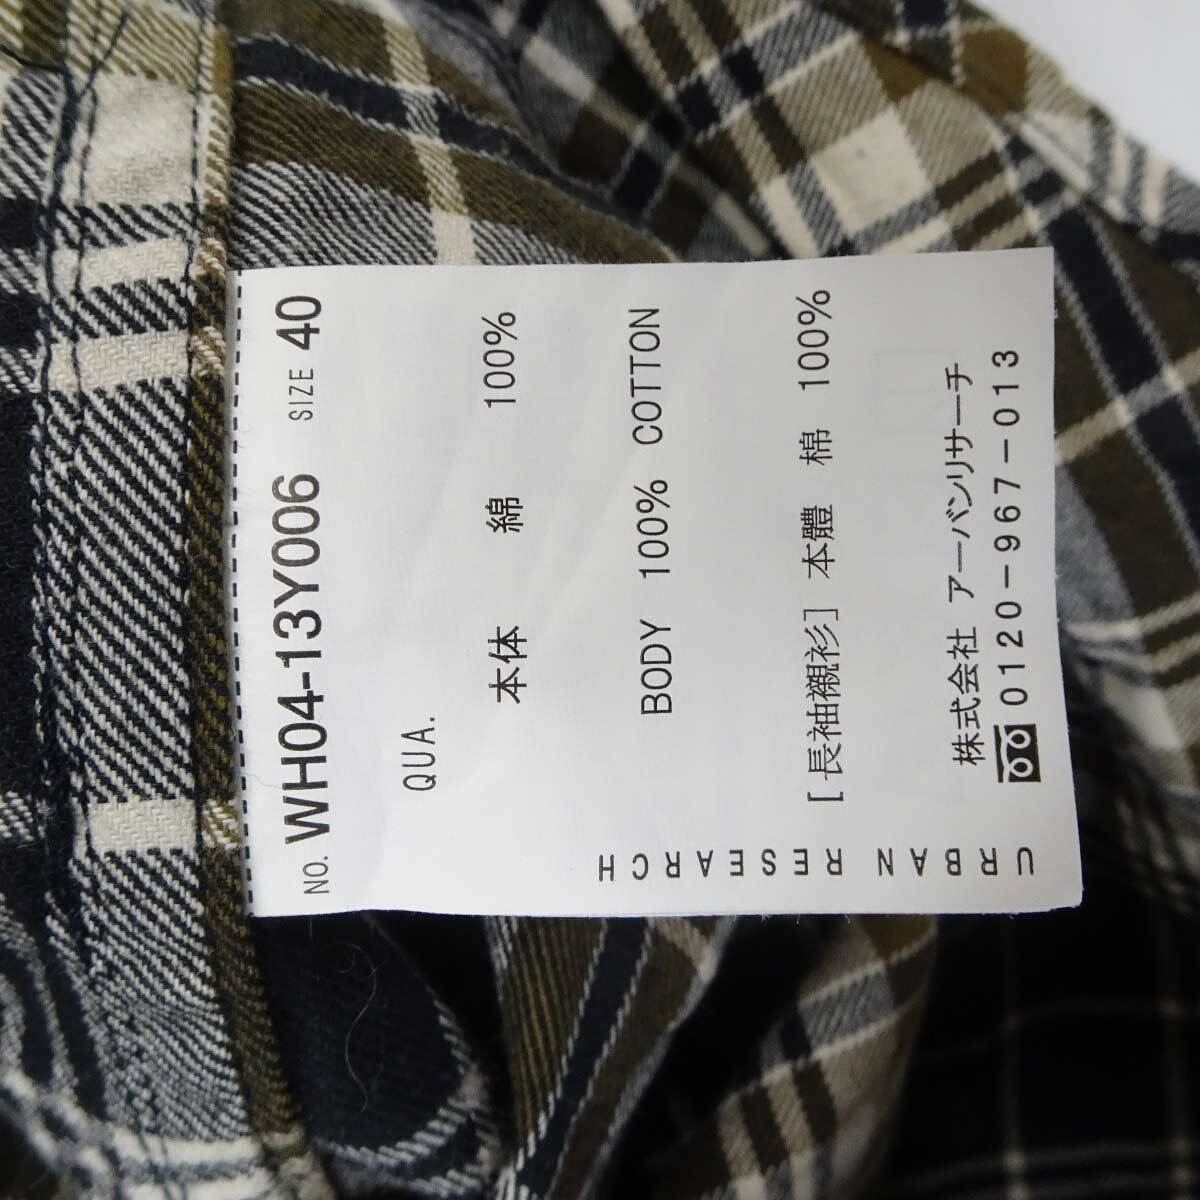 NO. WH04-13Y006 SIZE 40
QUA.
本体 綿 100%
BODY 100% COTTON
[長袖襯衫] 本體 棉 100%
株式会社 アーバンリサーチ
0120-967-013
URBAN RESEARCH